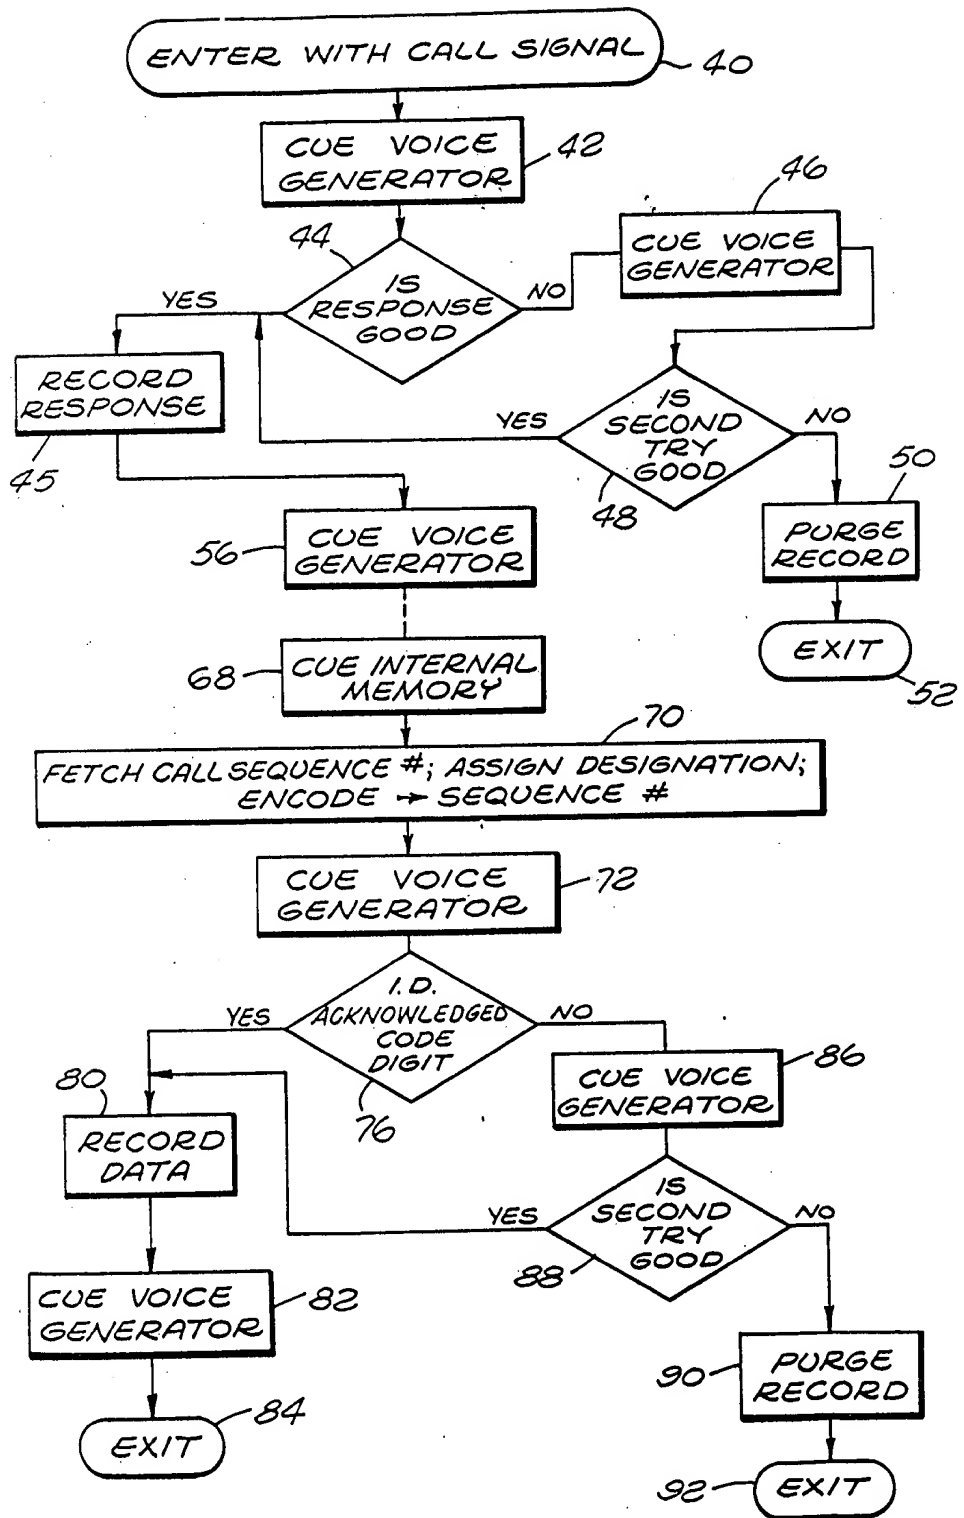 ENTER WITH CALL SIGNAL
40
CUE VOICE
GENERATOR
42
44
IS
RESPONSE
GOOD
YES
NO
46
CUE VOICE
GENERATOR
RECORD
RESPONSE
45
IS
SECOND
TRY
GOOD
YES
NO
48
50
PURGE
RECORD
EXIT
52
56
CUE VOICE
GENERATOR
68
CUE INTERNAL
MEMORY
70
FETCH CALL SEQUENCE #; ASSIGN DESIGNATION;
ENCODE → SEQUENCE #
CUE VOICE
GENERATOR
72
I.D.
ACKNOWLEDGED
CODE
DIGIT
YES
NO
76
86
CUE VOICE
GENERATOR
80
RECORD
DATA
IS
SECOND
TRY
GOOD
YES
NO
88
CUE VOICE
GENERATOR
82
90
PURGE
RECORD
84
EXIT
92
EXIT